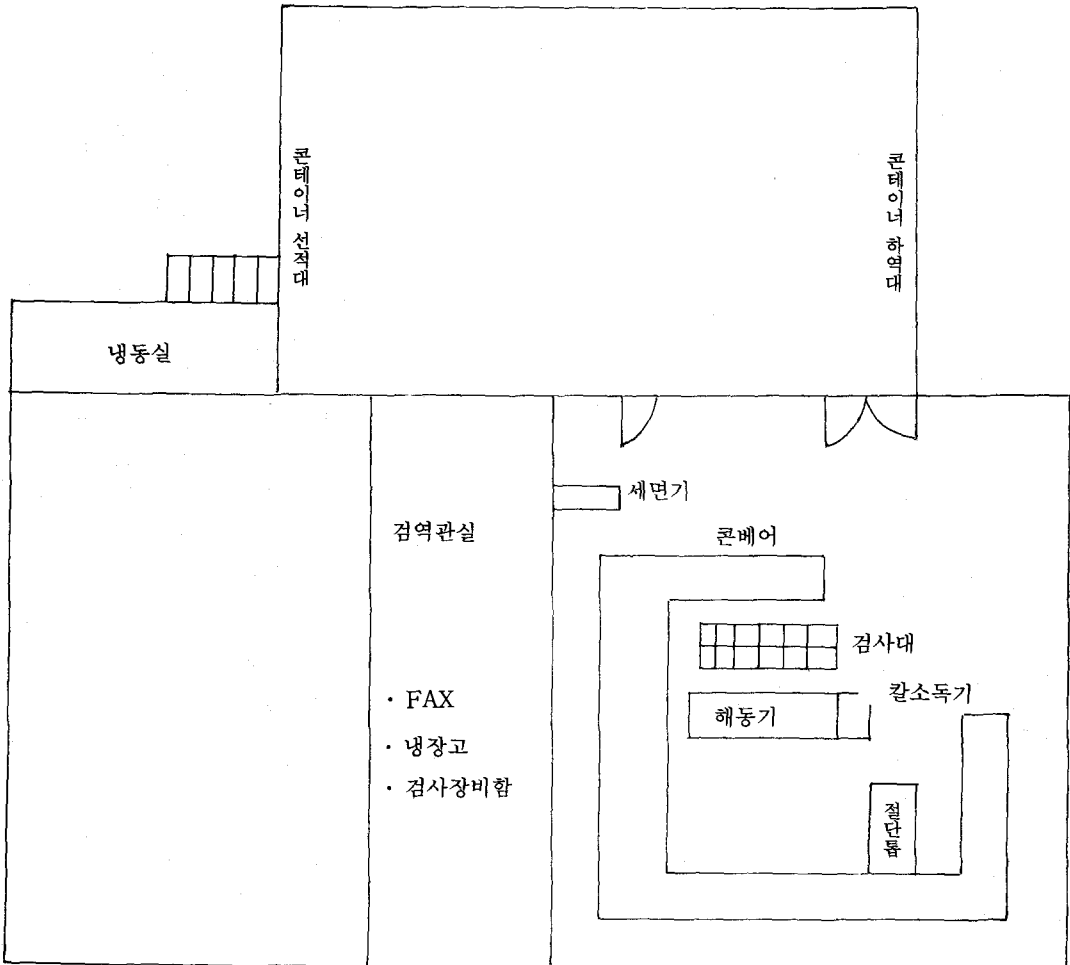 콘테이너 선적대
콘테이너 하역대
냉동실
세면기
검역관실
콘베어
검사대
칼소독기
해동기
· FAX
· 냉장고
· 검사장비함
절단톱